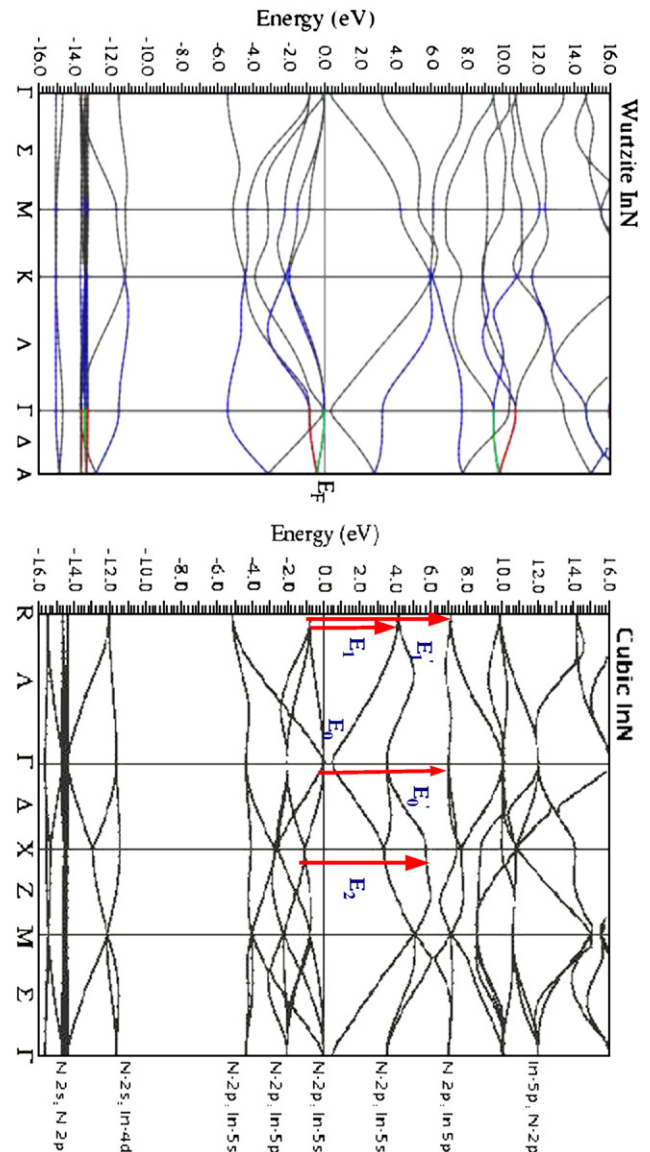 Energy (eV)
-16.0 -14.0 -12.0 -10.0 -8.0 -6.0 -4.0 -2.0 0.0 2.0 4.0 6.0 8.0 10.0 12.0 14.0 16.0
Wurtzite InN
Γ
Σ
M
K
Λ
Γ
Δ
A
E_F
Energy (eV)
-16.0 -14.0 -12.0 -10.0 -8.0 -6.0 -4.0 -2.0 0.0 2.0 4.0 6.0 8.0 10.0 12.0 14.0 16.0
Cubic InN
R
Λ
Γ
Δ
X
Z
M
Σ
Γ
E₁
E₁'
E₀
E₀'
E₂
N 2s, N 2p
N-2s, In-4d
N-2p, In-5s
N-2p, In-5p
N-2p, In-5s
N-2p, In-5s
N 2p, In 5p
In-5p, N-2p